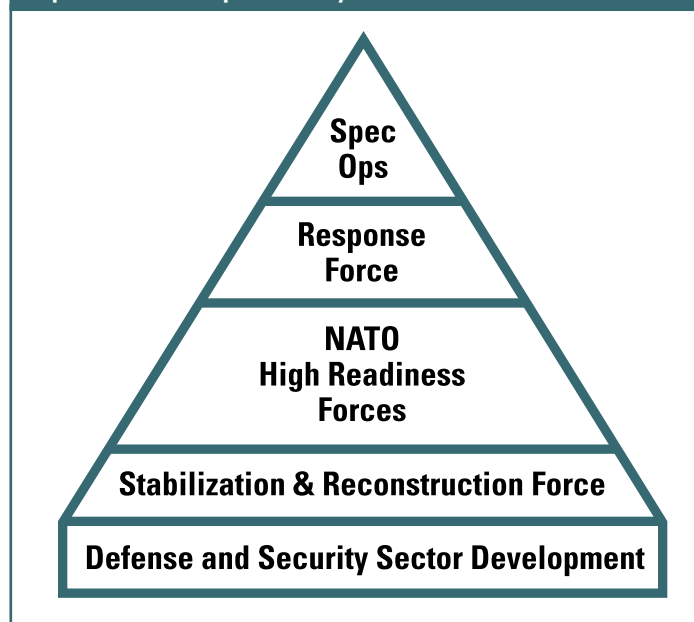 Spec
Ops
Response
Force
NATO
High Readiness
Forces
Stabilization & Reconstruction Force
Defense and Security Sector Development